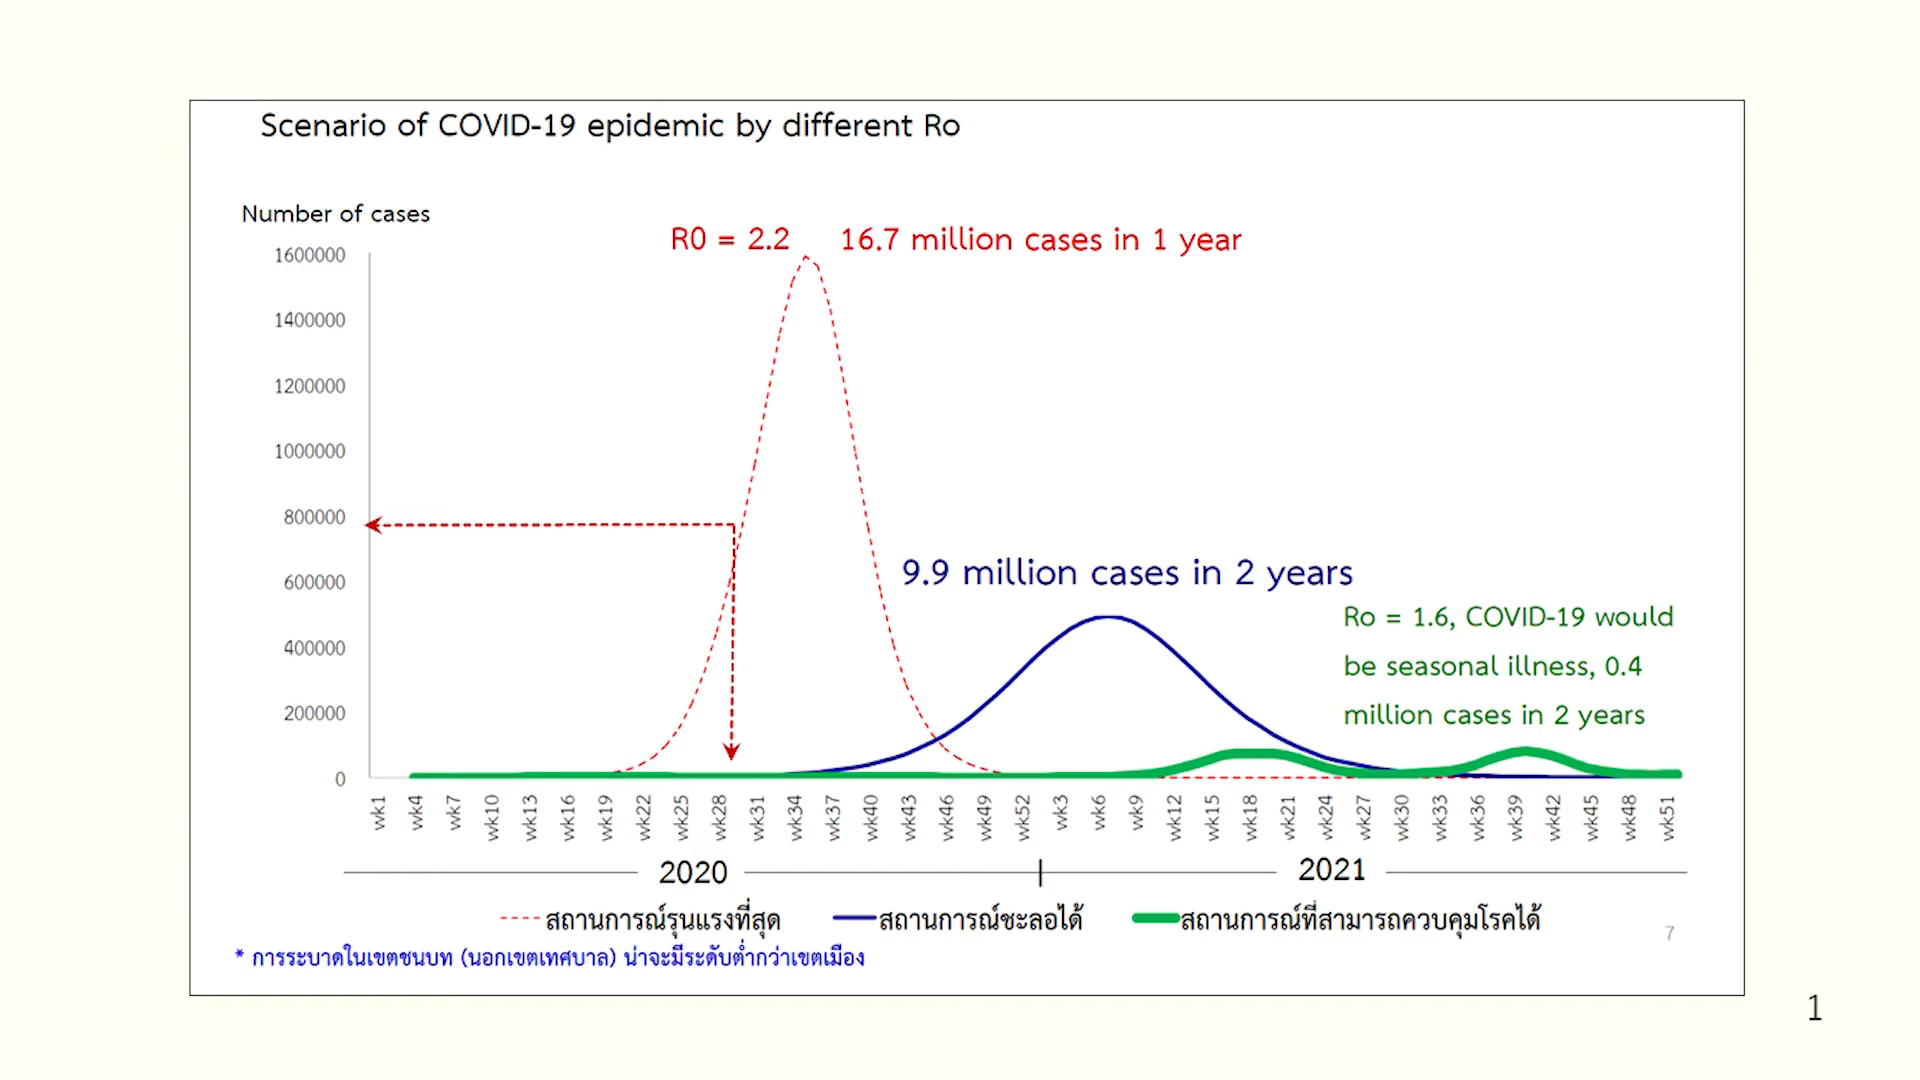 Scenario of COVID-19 epidemic by different Ro
Number of cases
R0 = 2.2 16.7 million cases in 1 year
1600000
1400000
1200000
1000000
800000
600000
400000
200000
0
9.9 million cases in 2 years
Ro = 1.6, COVID-19 would
be seasonal illness, 0.4
million cases in 2 years
wk1 wk4 wk7 wk10 wk13 wk16 wk19 wk22 wk25 wk28 wk31 wk34 wk37 wk40 wk43 wk46 wk49 wk52 wk3 wk6 wk9 wk12 wk15 wk18 wk21 wk24 wk27 wk30 wk33 wk36 wk39 wk42 wk45 wk48 wk51
2020 2021
สถานการณ์รุนแรงที่สุด สถานการณ์ชะลอได้ สถานการณ์ที่สามารถควบคุมโรคได้
7
* การระบาดในเขตชนบท (นอกเขตเทศบาล) น่าจะมีระดับต่ำกว่าเขตเมือง
1